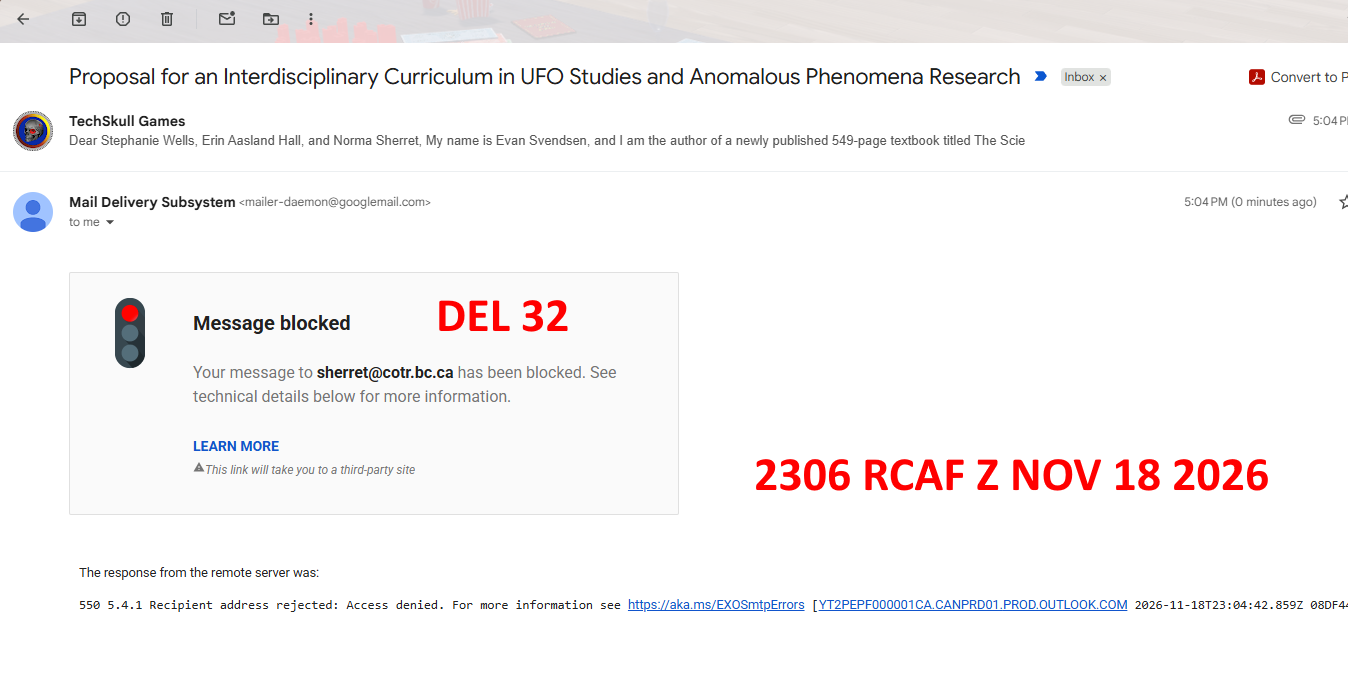 Proposal for an Interdisciplinary Curriculum in UFO Studies and Anomalous Phenomena Research Inbox × Convert to P
TechSkull Games 5:04 P
Dear Stephanie Wells, Erin Aasland Hall, and Norma Sherret, My name is Evan Svendsen, and I am the author of a newly published 549-page textbook titled The Scie
Mail Delivery Subsystem <mailer-daemon@googlemail.com> 5:04 PM (0 minutes ago)
to me
Message blocked DEL 32
Your message to sherret@cotr.bc.ca has been blocked. See
technical details below for more information.
LEARN MORE
This link will take you to a third-party site
2306 RCAF Z NOV 18 2026
The response from the remote server was:
550 5.4.1 Recipient address rejected: Access denied. For more information see https://aka.ms/EXOSmtpErrors [YT2PEPF000001CA.CANPRD01.PROD.OUTLOOK.COM 2026-11-18T23:04:42.859Z 08DF44